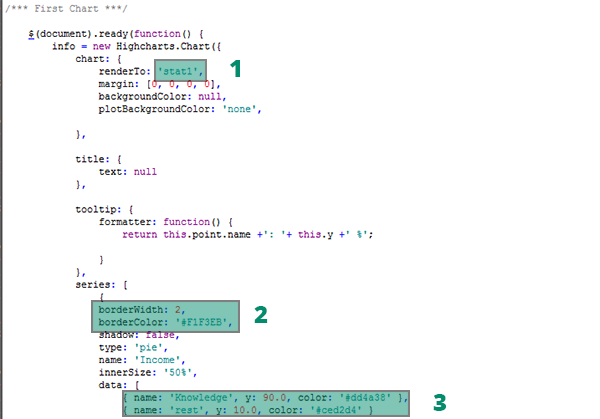 /*** First Chart ***/
$(document).ready(function() {
info = new Highcharts.Chart({
chart: {
renderTo: 'stat1', 1
margin: [0, 0, 0, 0],
backgroundColor: null,
plotBackgroundColor: 'none',
},
title: {
text: null
},
tooltip: {
formatter: function() {
return this.point.name +': '+ this.y +' %';
}
},
series: [
{
borderWidth: 2,
borderColor: '#F1F3EB', 2
shadow: false,
type: 'pie',
name: 'Income',
innerSize: '50%',
data: [
{ name: 'Knowledge', y: 90.0, color: '#dd4a38' }, 3
{ name: 'rest', y: 10.0, color: '#ced2d4' }